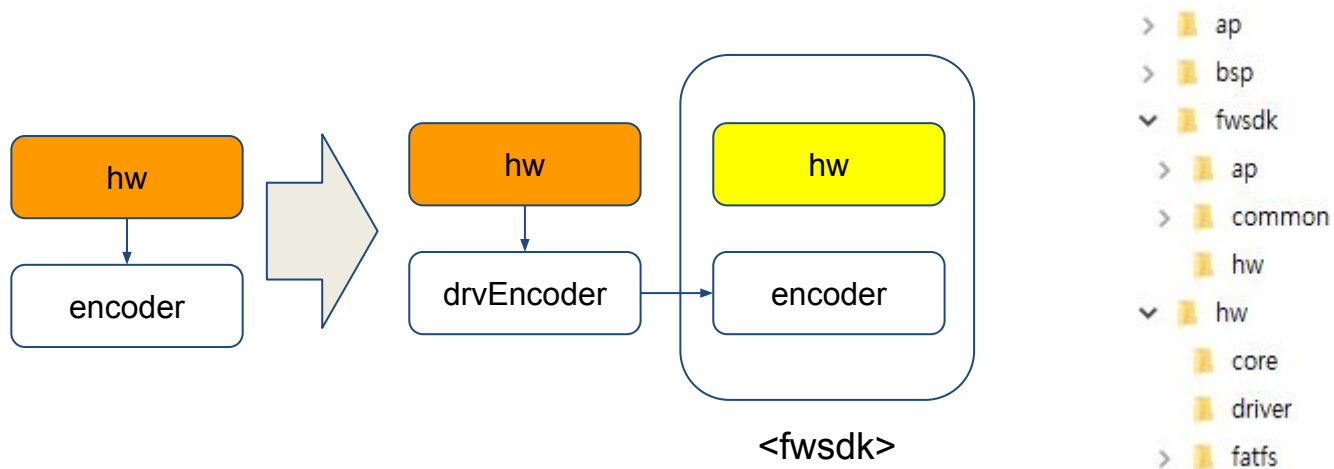 hw
encoder
hw
drvEncoder
hw
encoder
<fwsdk>
ap
bsp
fwsdk
ap
common
hw
hw
core
driver
fatfs